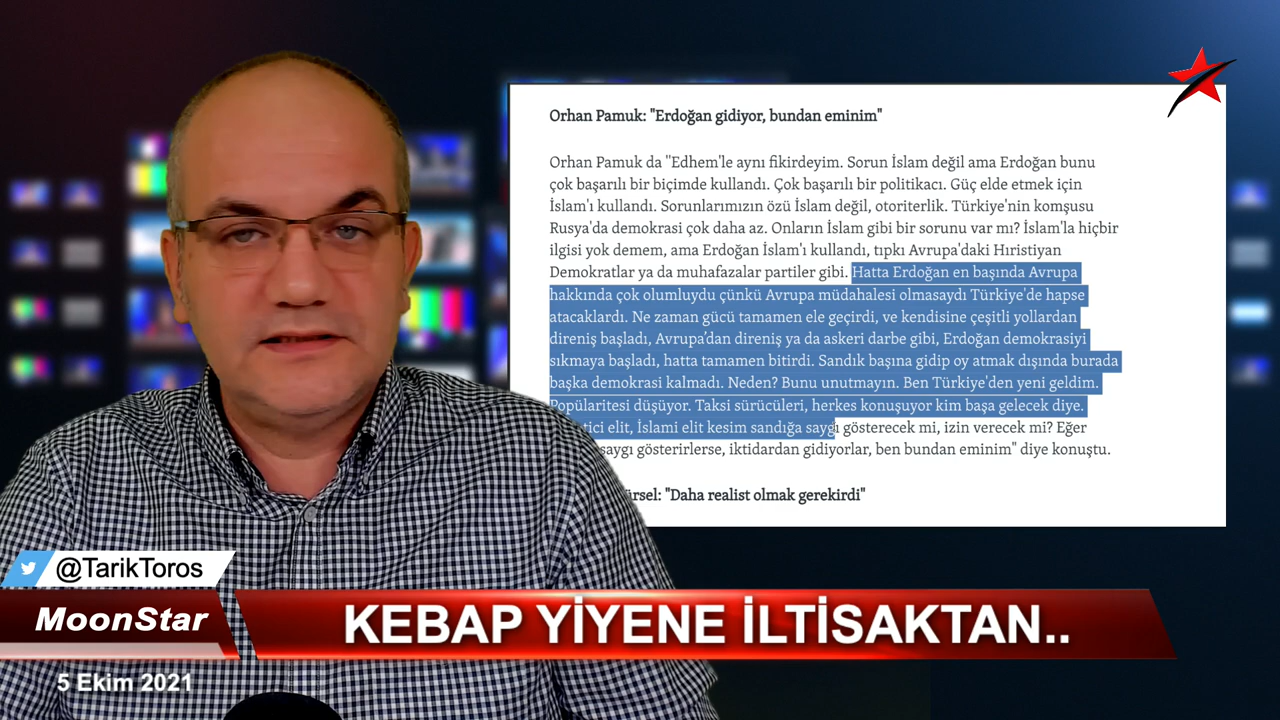 Orhan Pamuk: "Erdoğan gidiyor, bundan eminim"
Orhan Pamuk da "Edhem'le aynı fikirdeyim. Sorun İslam değil ama Erdoğan bunu
çok başarılı bir biçimde kullandı. Çok başarılı bir politikacı. Güç elde etmek için
İslam'ı kullandı. Sorunlarımızın özü İslam değil, otoriterlik. Türkiye'nin komşusu
Rusya'da demokrasi çok daha az. Onların İslam gibi bir sorunu var mı? İslam'la hiçbir
ilgisi yok demem, ama Erdoğan İslam'ı kullandı, tıpkı Avrupa'daki Hıristiyan
Demokratlar ya da muhafazalar partiler gibi. Hatta Erdoğan en başında Avrupa
hakkında çok olumluydu çünkü Avrupa müdahalesi olmasaydı Türkiye'de hapse
atacaklardı. Ne zaman gücü tamamen ele geçirdi, ve kendisine çeşitli yollardan
direniş başladı, Avrupa'dan direniş ya da askeri darbe gibi, Erdoğan demokrasiyi
sıkmaya başladı, hatta tamamen bitirdi. Sandık başına gidip oy atmak dışında burada
başka demokrasi kalmadı. Neden? Bunu unutmayın. Ben Türkiye'den yeni geldim.
Popülaritesi düşüyor. Taksi sürücüleri, herkes konuşuyor kim başa gelecek diye.
tici elit, İslami elit kesim sandığa saygı gösterecek mi, izin verecek mi? Eğer
saygı gösterirlerse, iktidardan gidiyorlar, ben bundan eminim" diye konuştu.
ürsel: "Daha realist olmak gerekirdi"
@TarikToros
MoonStar
KEBAP YİYENE İLTİSAKTAN..
5 Ekim 2021